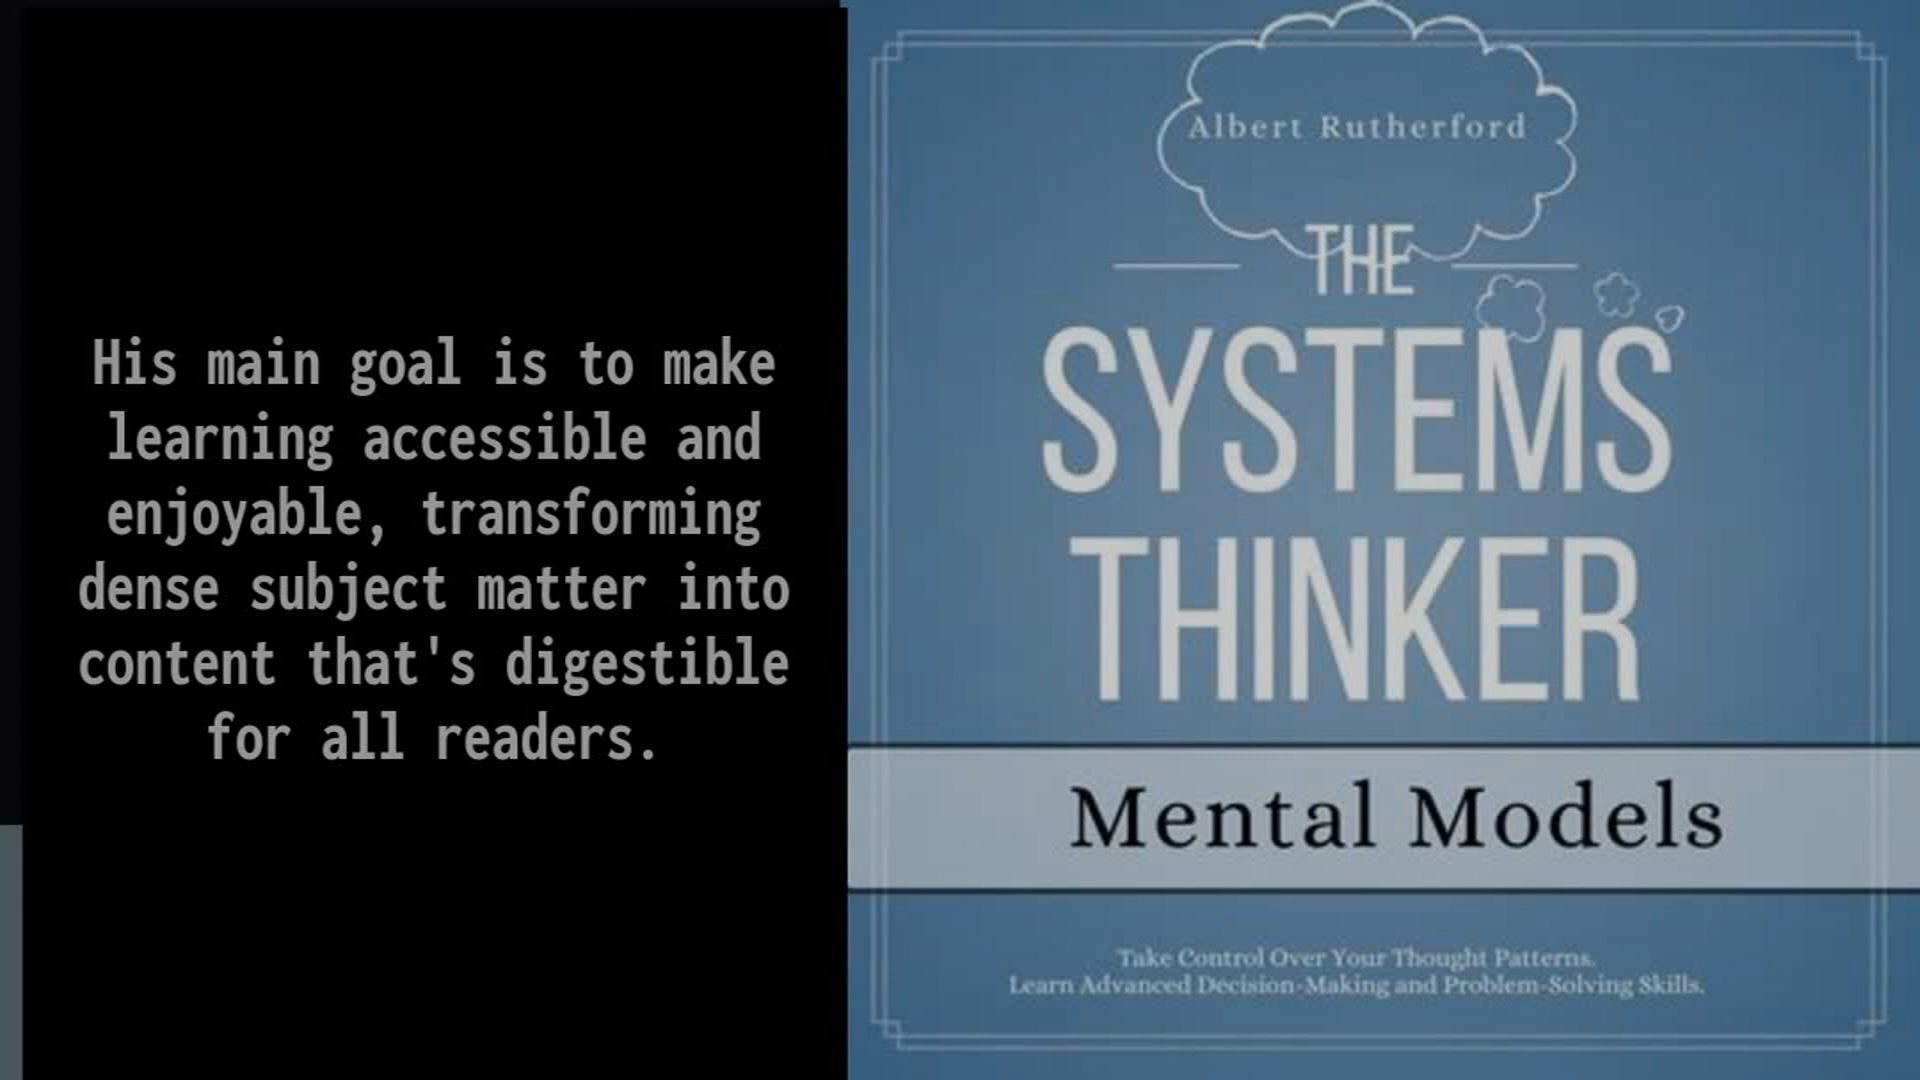 His main goal is to make
learning accessible and
enjoyable, transforming
dense subject matter into
content that's digestible
for all readers.
Albert Rutherford
THE
SYSTEMS
THINKER
Mental Models
Take Control Over Your Thought Patterns.
Learn Advanced Decision-Making and Problem-Solving Skills.